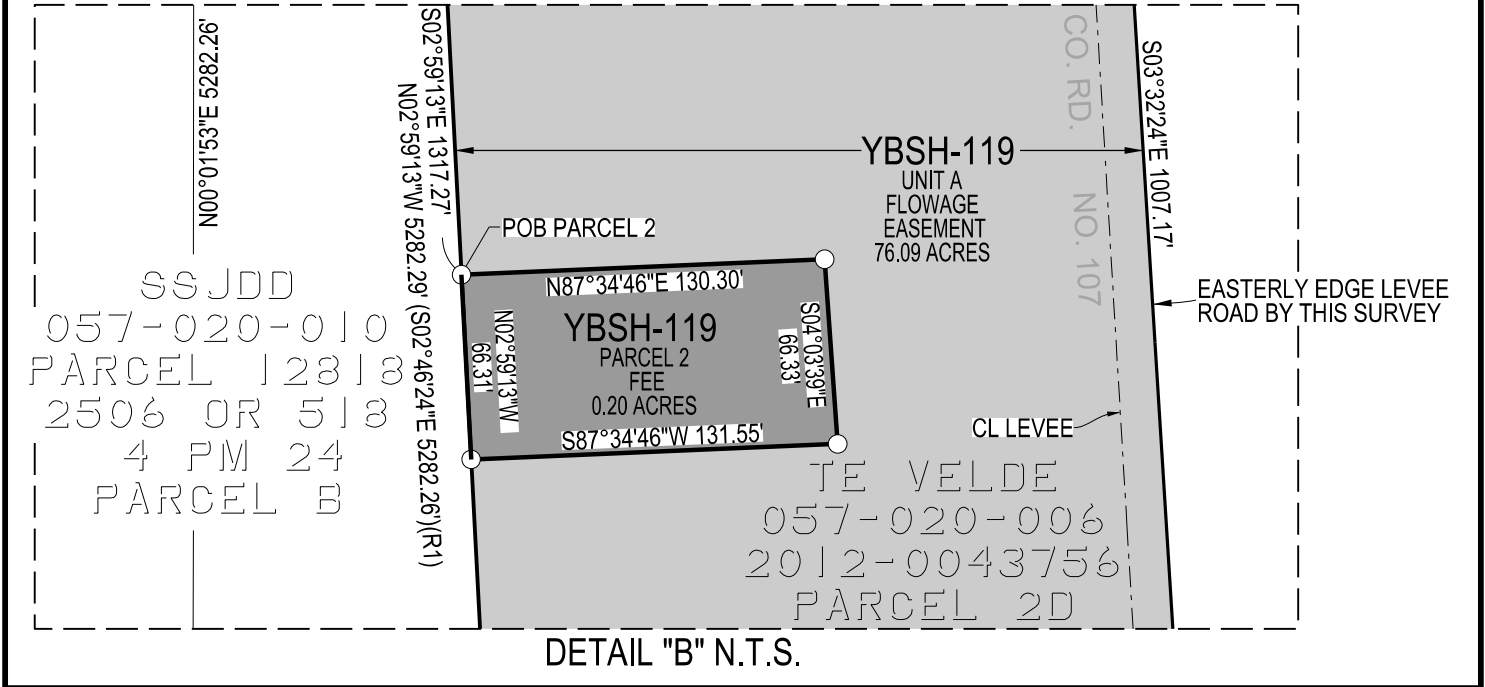 N00°01'53"E 5282.26'
S02°59'13"E 1317.27'
N02°59'13"W 5282.29' (S02°46'24"E 5282.26')(R1)
SSJDD
057-020-010
PARCEL 12818
2506 OR 518
4 PM 24
PARCEL B
POB PARCEL 2
N87°34'46"E 130.30'
N02°59'13"W
66.31'
YBSH-119
PARCEL 2
FEE
0.20 ACRES
S04°03'39"E
66.33'
S87°34'46"W 131.55'
YBSH-119
UNIT A
FLOWAGE
EASEMENT
76.09 ACRES
CO. RD. NO. 107
S03°32'24"E 1007.17'
EASTERLY EDGE LEVEE
ROAD BY THIS SURVEY
CL LEVEE
TE VELDE
057-020-006
2012-0043756
PARCEL 2D
DETAIL "B" N.T.S.